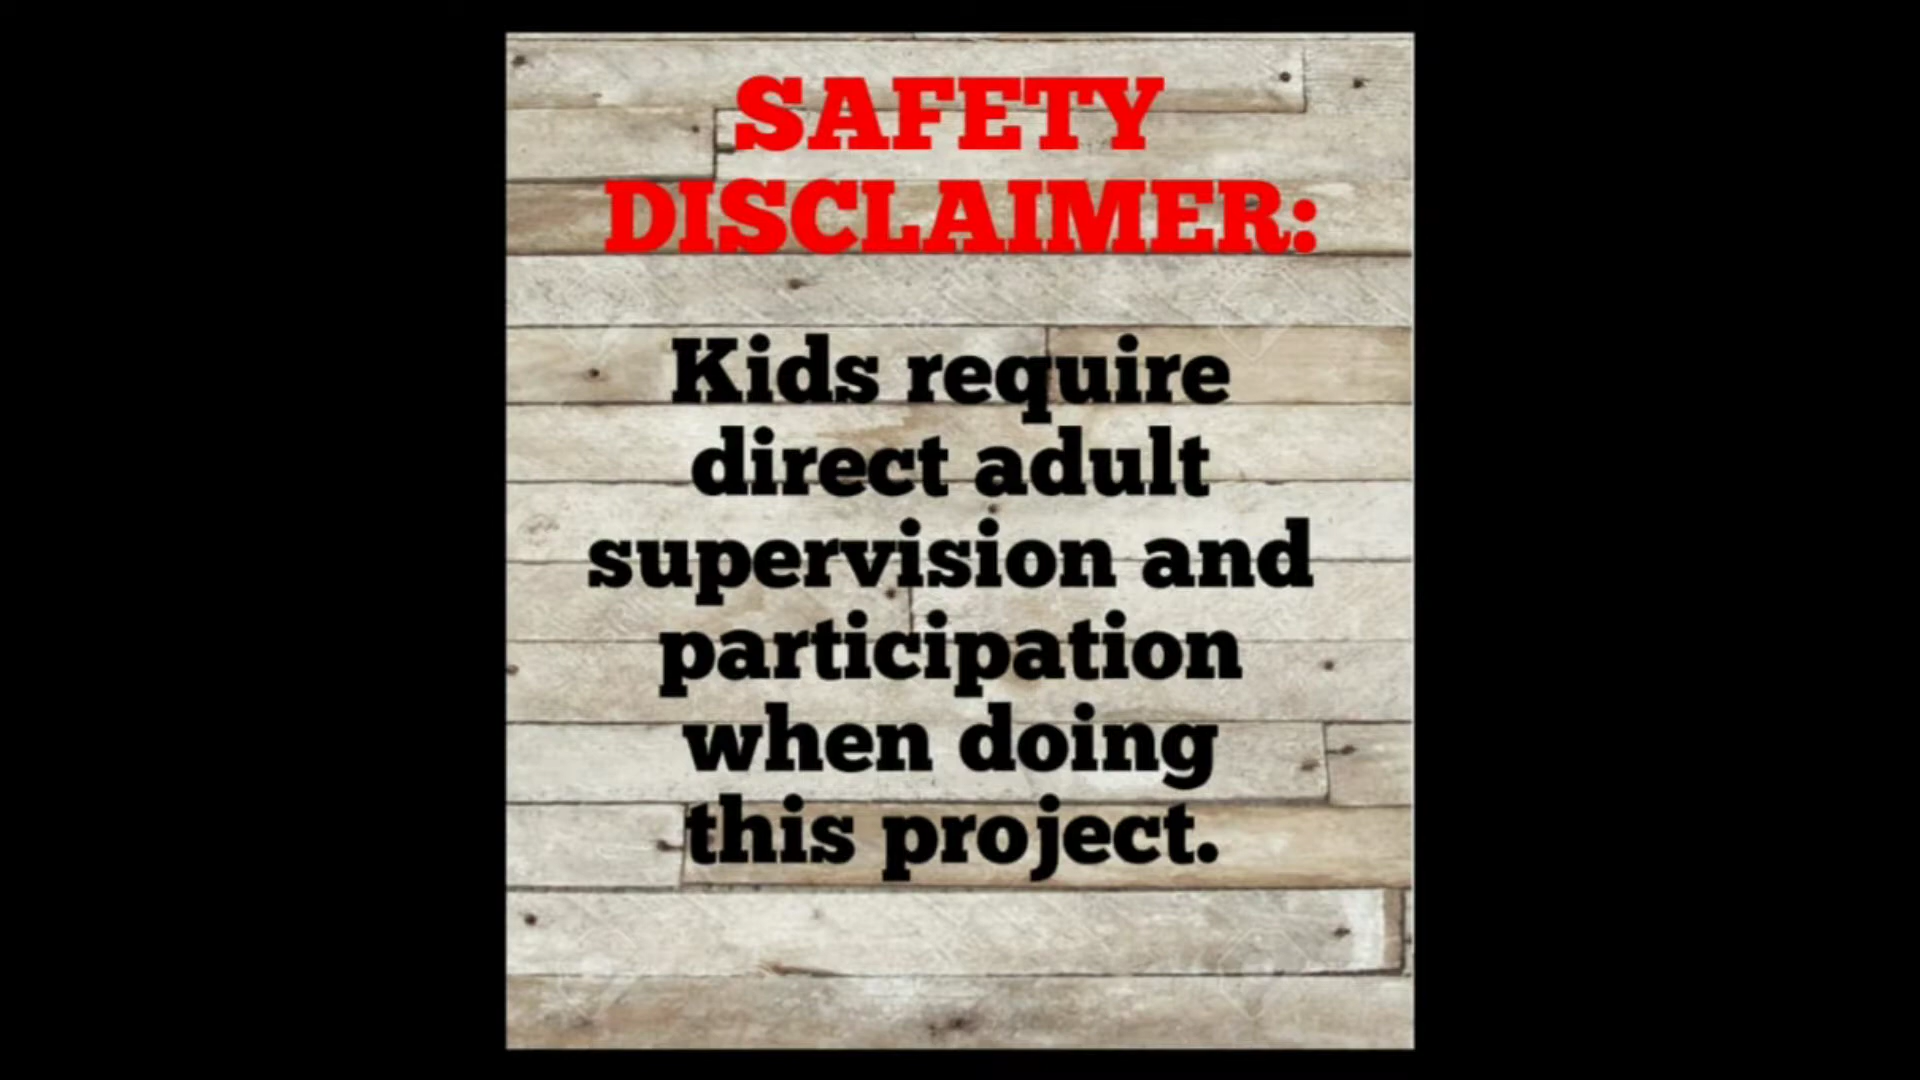 SAFETY
DISCLAIMER:
Kids require
direct adult
supervision and
participation
when doing
this project.